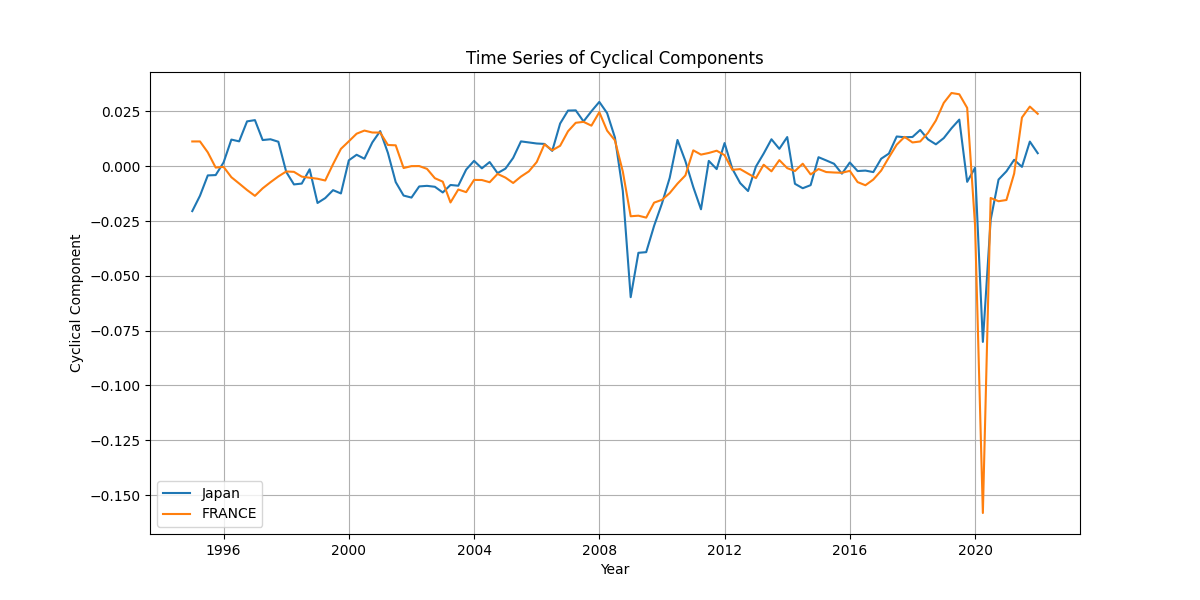 Time Series of Cyclical Components
Cyclical Component
0.025
0.000
−0.025
−0.050
−0.075
−0.100
−0.125
−0.150
Japan
FRANCE
1996 2000 2004 2008 2012 2016 2020
Year